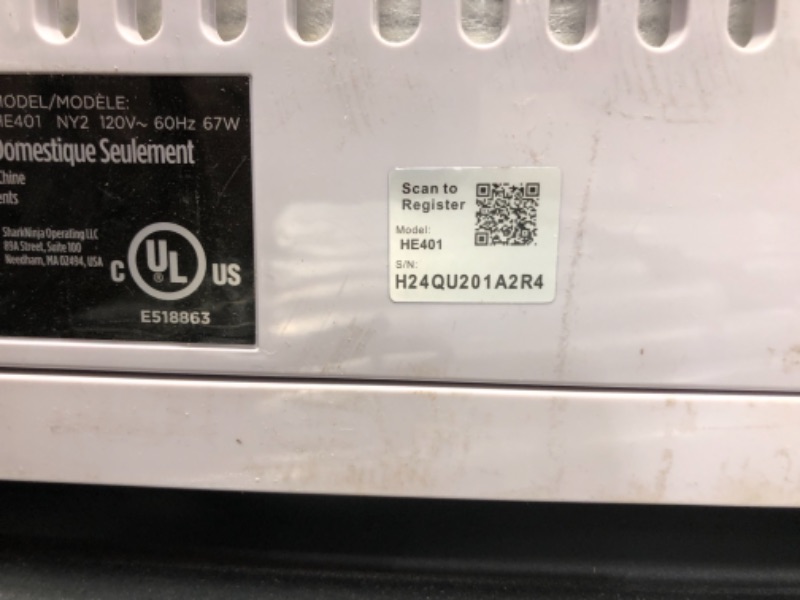 MODEL/MODÈLE:
HE401 NY2 120V~ 60Hz 67W
Domestique Seulement
Chine
ents
SharkNinja Operating LLC
89A Street, Suite 100
Needham, MA 02494, USA
C UL ® US
E518863
Scan to
Register
Model:
HE401
S/N:
H24QU201A2R4